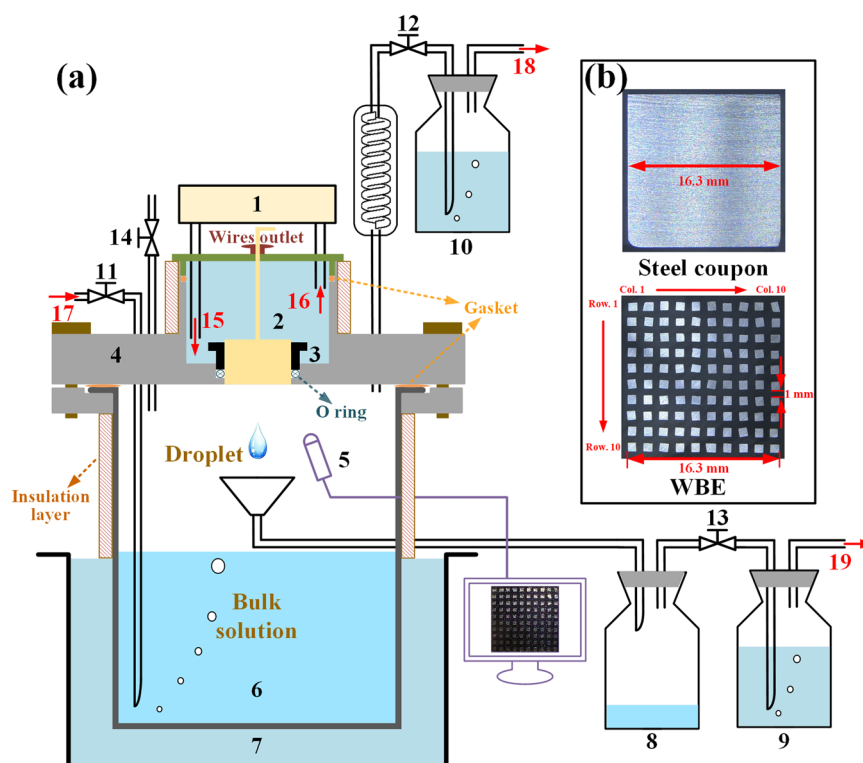 (a)
12
18
(b)
16.3 mm
1
14
Wires outlet
10
Steel coupon
11
17
16
15
2
Gasket
Col. 1
Col. 10
Row. 1
4
3
1 mm
O ring
Droplet
5
Row. 10
16.3 mm
WBE
Insulation
layer
13
19
Bulk
solution
6
7
8
9